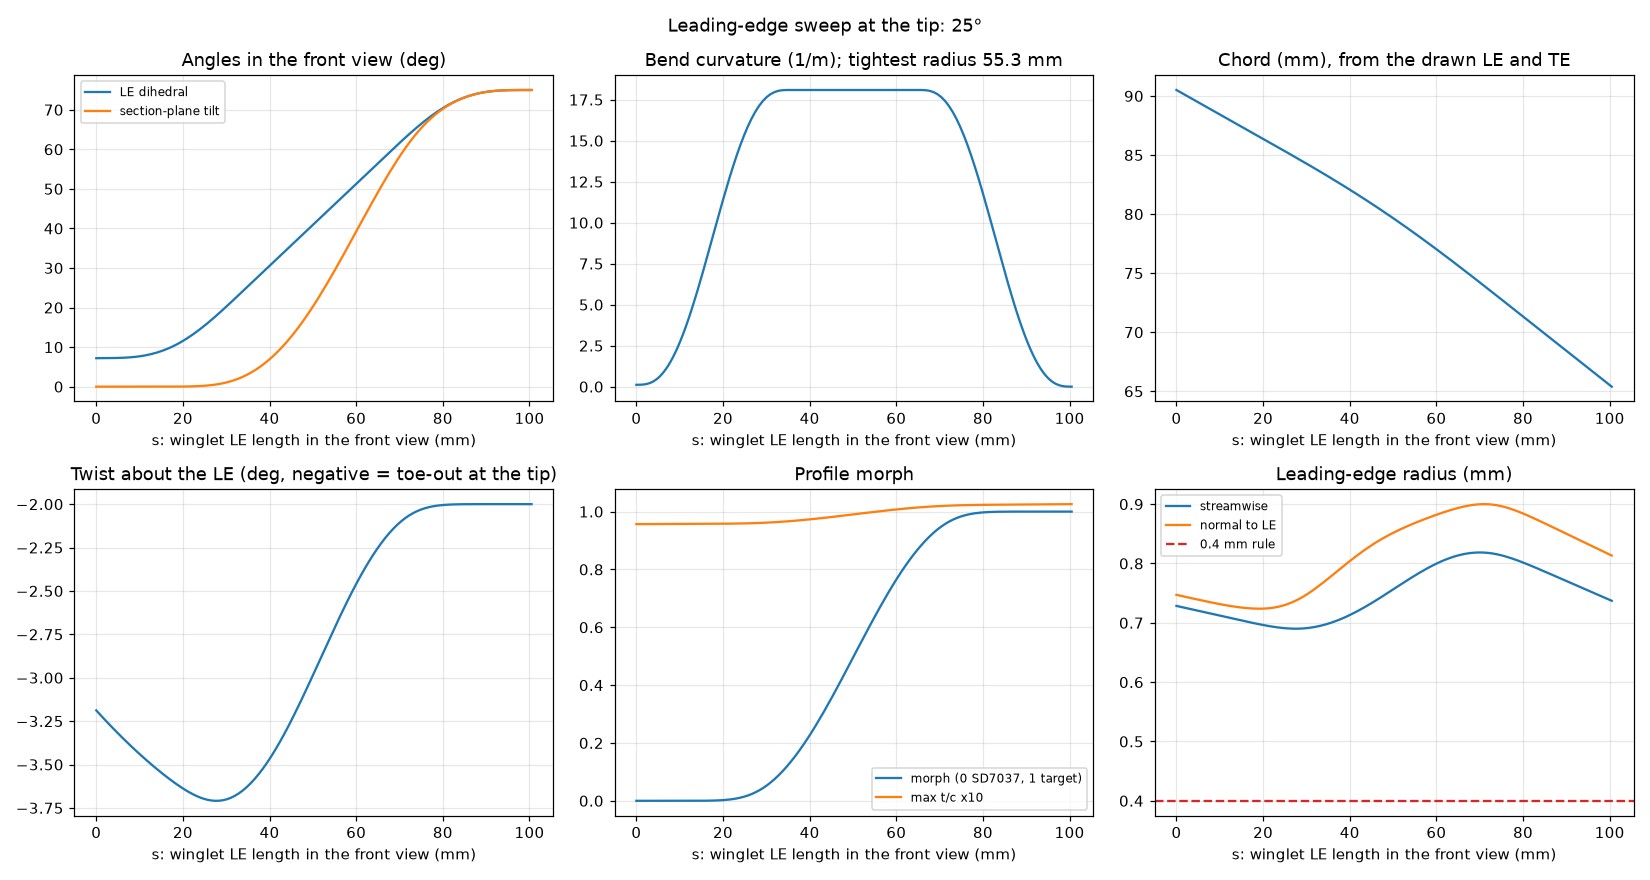 Leading-edge sweep at the tip: 25°
Angles in the front view (deg)
LE dihedral
section-plane tilt
70
60
50
40
30
20
10
0
0 20 40 60 80 100
s: winglet LE length in the front view (mm)
Bend curvature (1/m); tightest radius 55.3 mm
17.5
15.0
12.5
10.0
7.5
5.0
2.5
0.0
0 20 40 60 80 100
s: winglet LE length in the front view (mm)
Chord (mm), from the drawn LE and TE
90
85
80
75
70
65
0 20 40 60 80 100
s: winglet LE length in the front view (mm)
Twist about the LE (deg, negative = toe-out at the tip)
−2.00
−2.25
−2.50
−2.75
−3.00
−3.25
−3.50
−3.75
0 20 40 60 80 100
s: winglet LE length in the front view (mm)
Profile morph
1.0
0.8
0.6
0.4
0.2
0.0
morph (0 SD7037, 1 target)
max t/c x10
0 20 40 60 80 100
s: winglet LE length in the front view (mm)
Leading-edge radius (mm)
streamwise
normal to LE
0.4 mm rule
0.9
0.8
0.7
0.6
0.5
0.4
0 20 40 60 80 100
s: winglet LE length in the front view (mm)